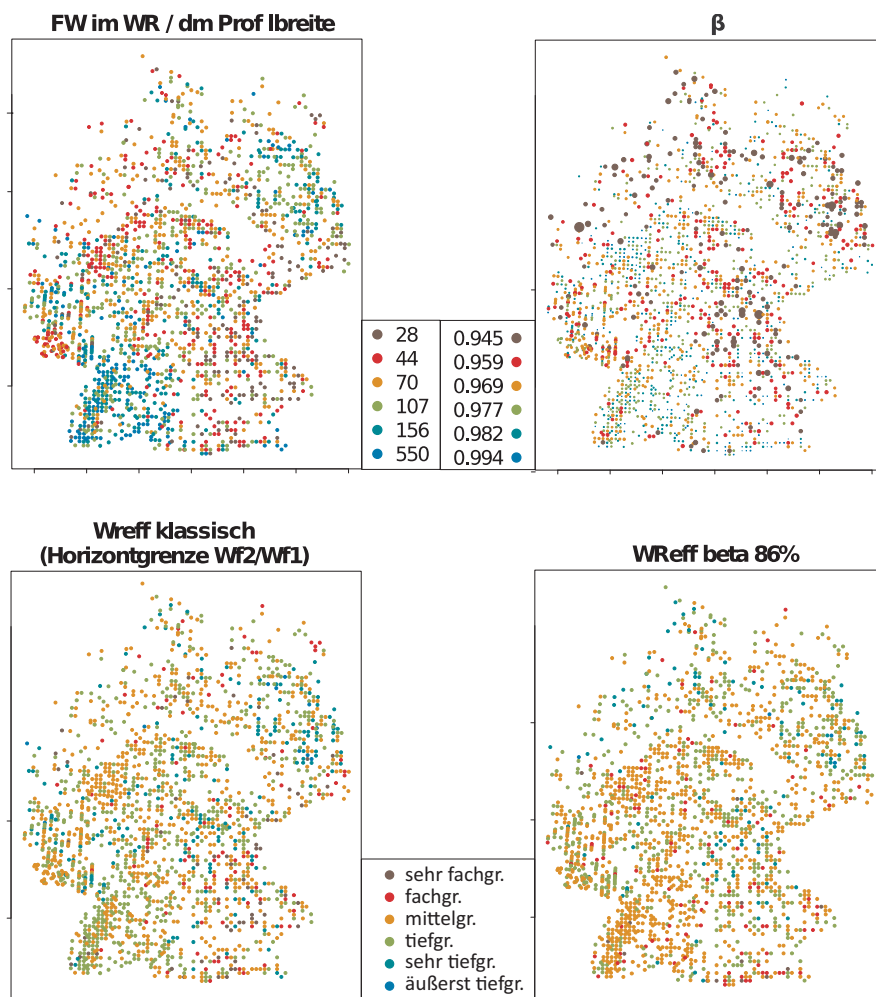 FW im WR / dm Prof lbreite
β
28 0.945
44 0.959
70 0.969
107 0.977
156 0.982
550 0.994
Wreff klassisch
(Horizontgrenze Wf2/Wf1)
WReff beta 86%
sehr fachgr.
fachgr.
mittelgr.
tiefgr.
sehr tiefgr.
äußerst tiefgr.